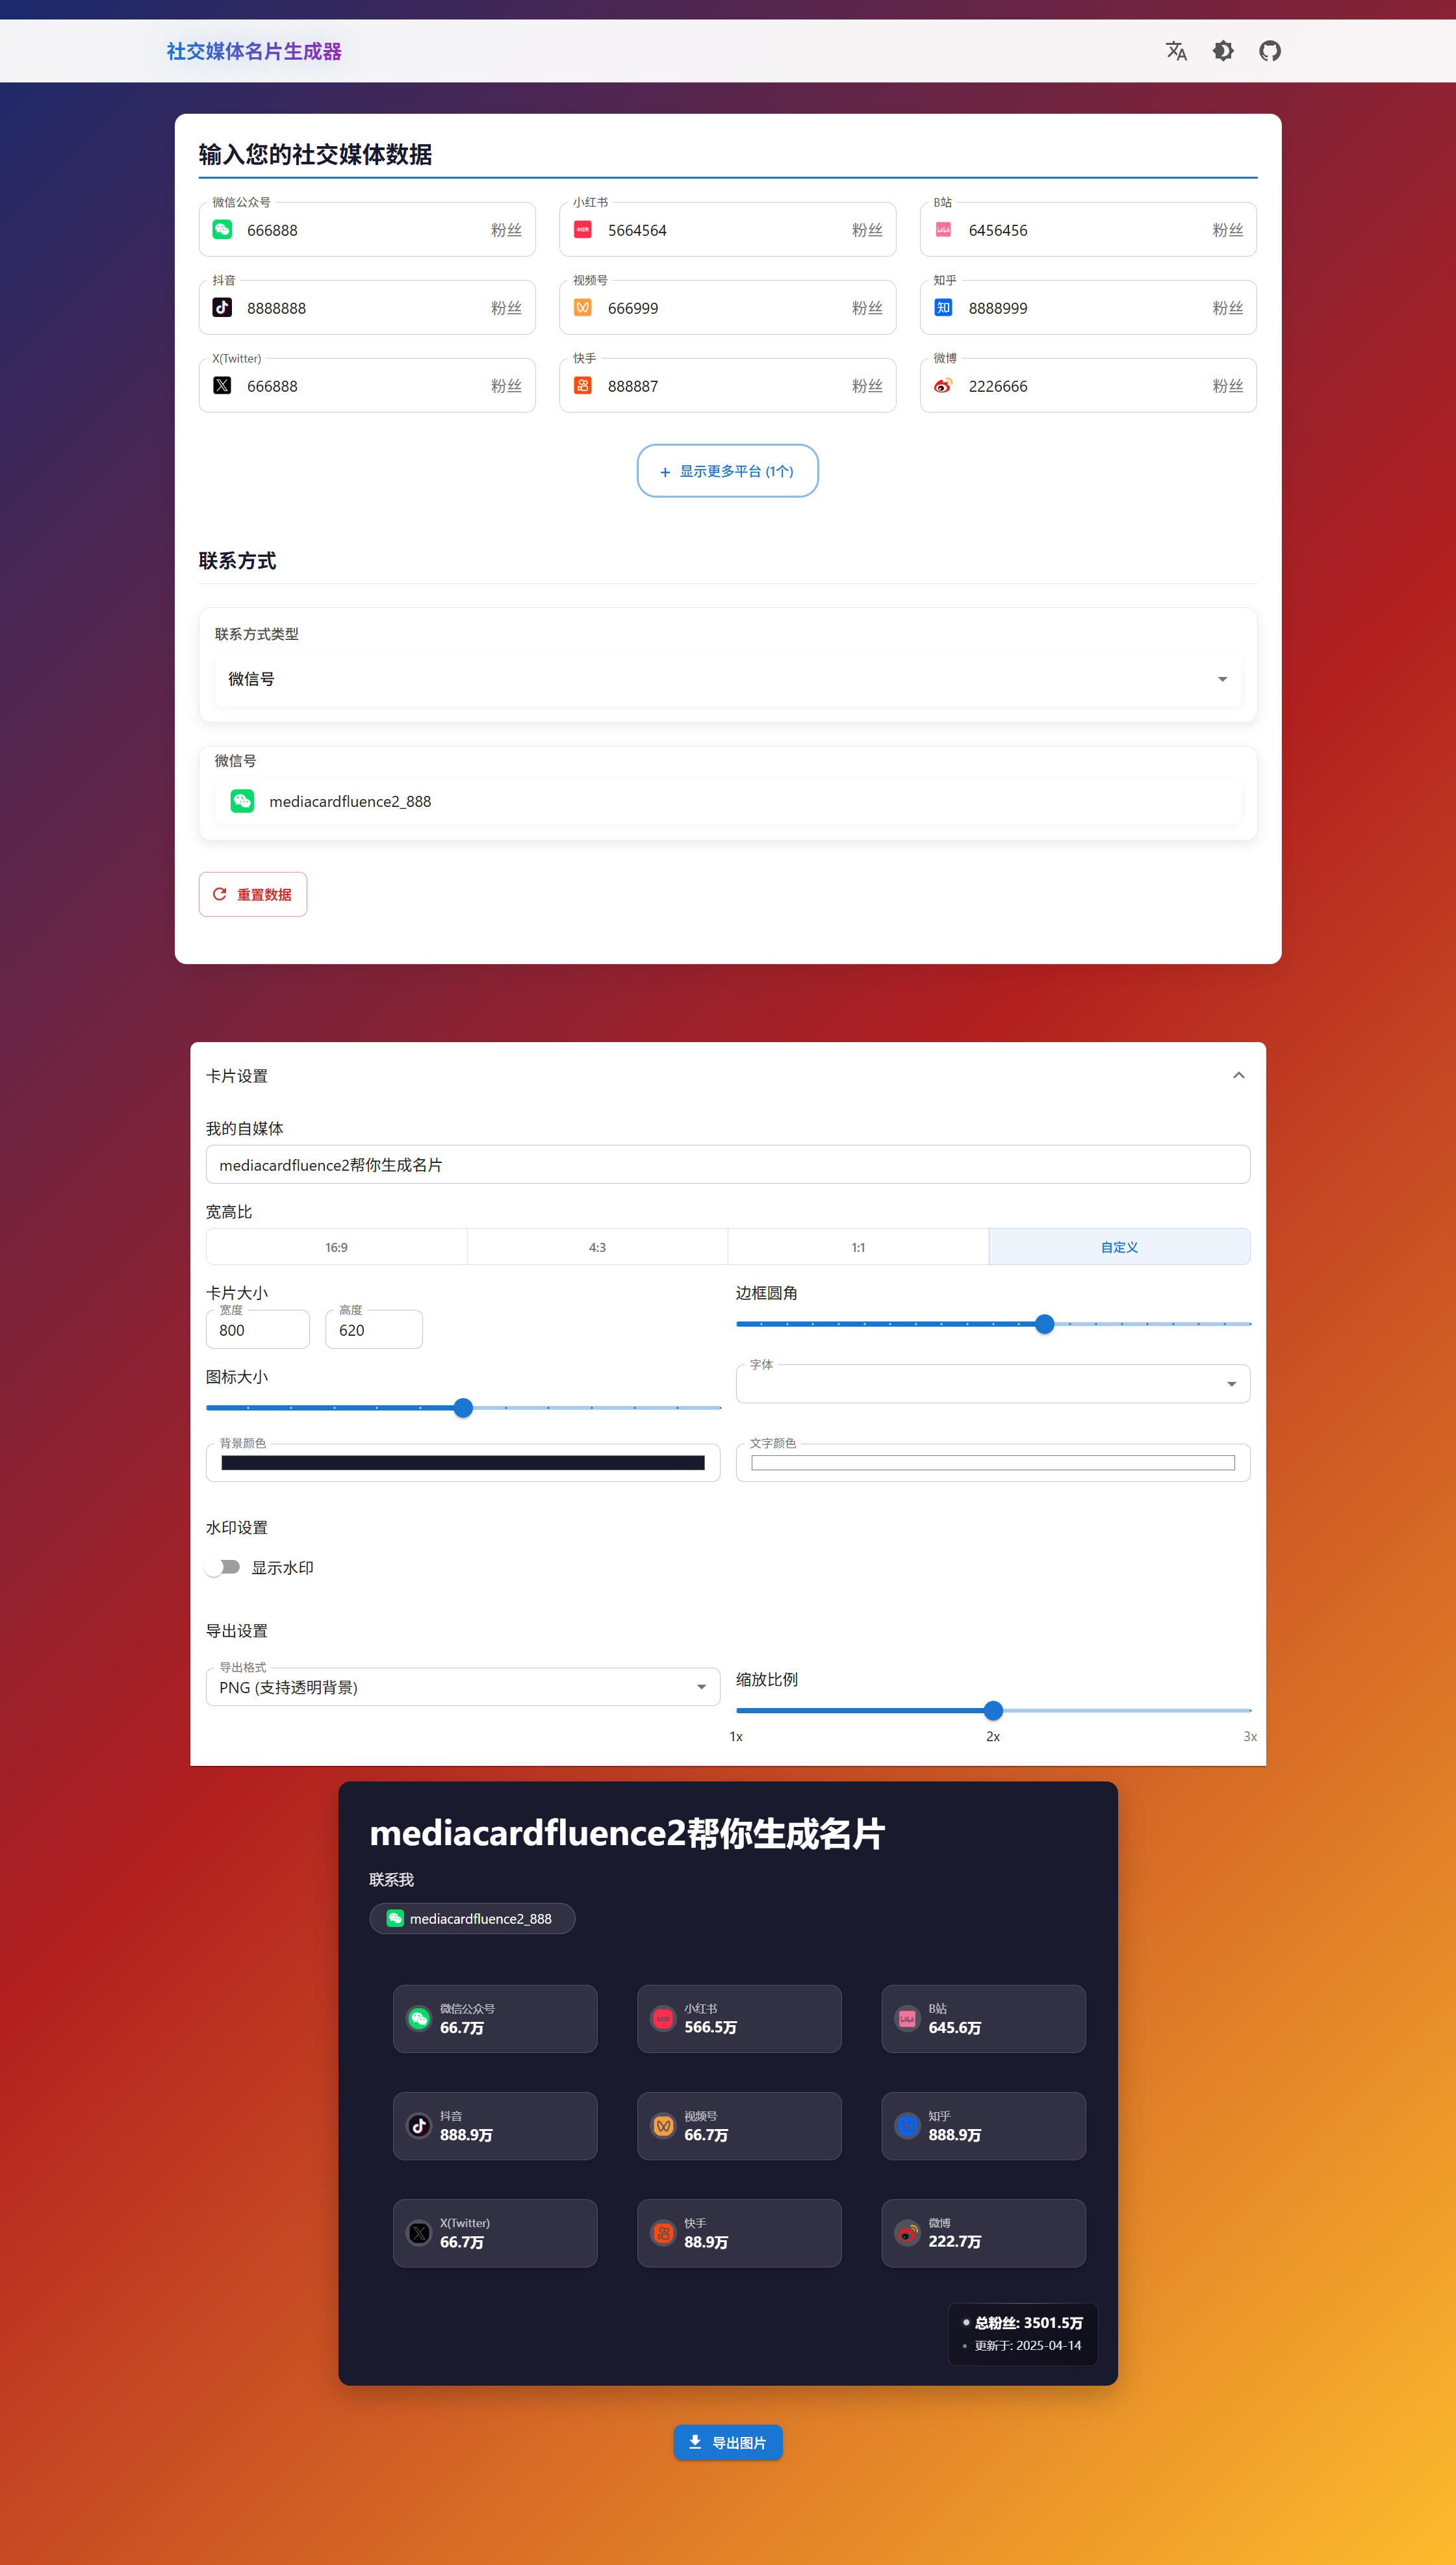 社交媒体名片生成器
输入您的社交媒体数据
微信公众号
666888 粉丝
小红书
5664564 粉丝
B站
6456456 粉丝
抖音
8888888 粉丝
视频号
666999 粉丝
知乎
8888999 粉丝
X(Twitter)
666888 粉丝
快手
888887 粉丝
微博
2226666 粉丝
+ 显示更多平台 (1个)
联系方式
联系方式类型
微信号
微信号
mediacardfluence2_888
重置数据
卡片设置
我的自媒体
mediacardfluence2帮你生成名片
宽高比
16:9 4:3 1:1 自定义
卡片大小
宽度
800
高度
620
边框圆角
图标大小
字体
背景颜色
文字颜色
水印设置
显示水印
导出设置
导出格式
PNG (支持透明背景)
缩放比例
1x 2x 3x
mediacardfluence2帮你生成名片
联系我
mediacardfluence2_888
微信公众号
66.7万
小红书
566.5万
B站
645.6万
抖音
888.9万
视频号
66.7万
知乎
888.9万
X(Twitter)
66.7万
快手
88.9万
微博
222.7万
总粉丝: 3501.5万
更新于: 2025-04-14
导出图片